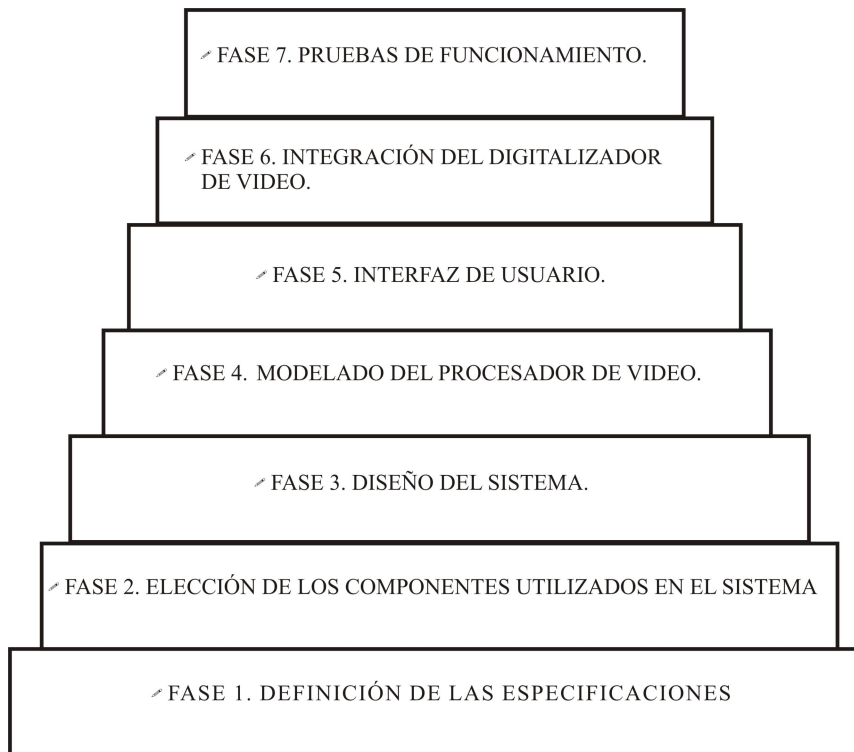 FASE 7. PRUEBAS DE FUNCIONAMIENTO.
FASE 6. INTEGRACIÓN DEL DIGITALIZADOR
DE VIDEO.
FASE 5. INTERFAZ DE USUARIO.
FASE 4. MODELADO DEL PROCESADOR DE VIDEO.
FASE 3. DISEÑO DEL SISTEMA.
FASE 2. ELECCIÓN DE LOS COMPONENTES UTILIZADOS EN EL SISTEMA
FASE 1. DEFINICIÓN DE LAS ESPECIFICACIONES